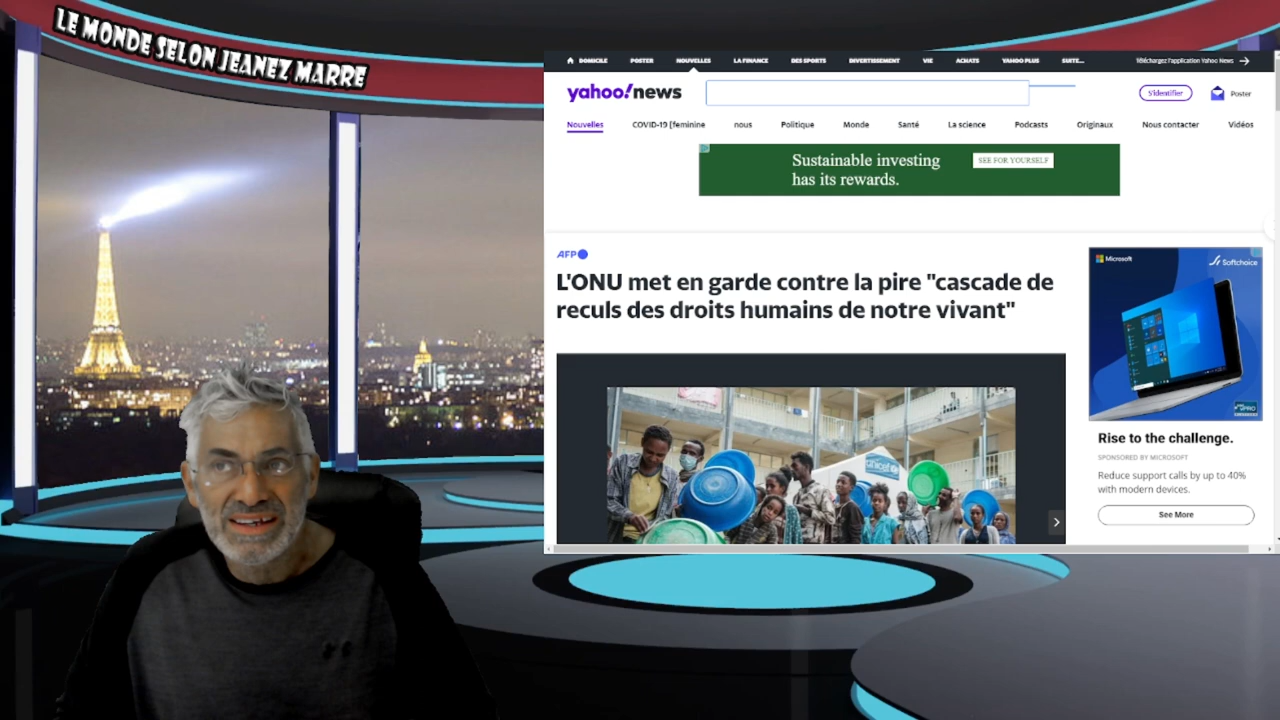 LE MONDE SELON JEANEZ MARRE
DOMICILE POSTER NOUVELLES LA FINANCE DES SPORTS DIVERTISSEMENT VIE ACHATS YAHOO PLUS SUITE... Téléchargez l'application Yahoo News
yahoo!news
S'identifier
Poster
Nouvelles COVID-19 [feminine nous Politique Monde Santé La science Podcasts Originaux Nous contacter Vidéos
Sustainable investing
has its rewards.
SEE FOR YOURSELF
AFP
L'ONU met en garde contre la pire "cascade de
reculs des droits humains de notre vivant"
unicef
Microsoft
Softchoice
Rise to the challenge.
SPONSORED BY MICROSOFT
Reduce support calls by up to 40%
with modern devices.
See More